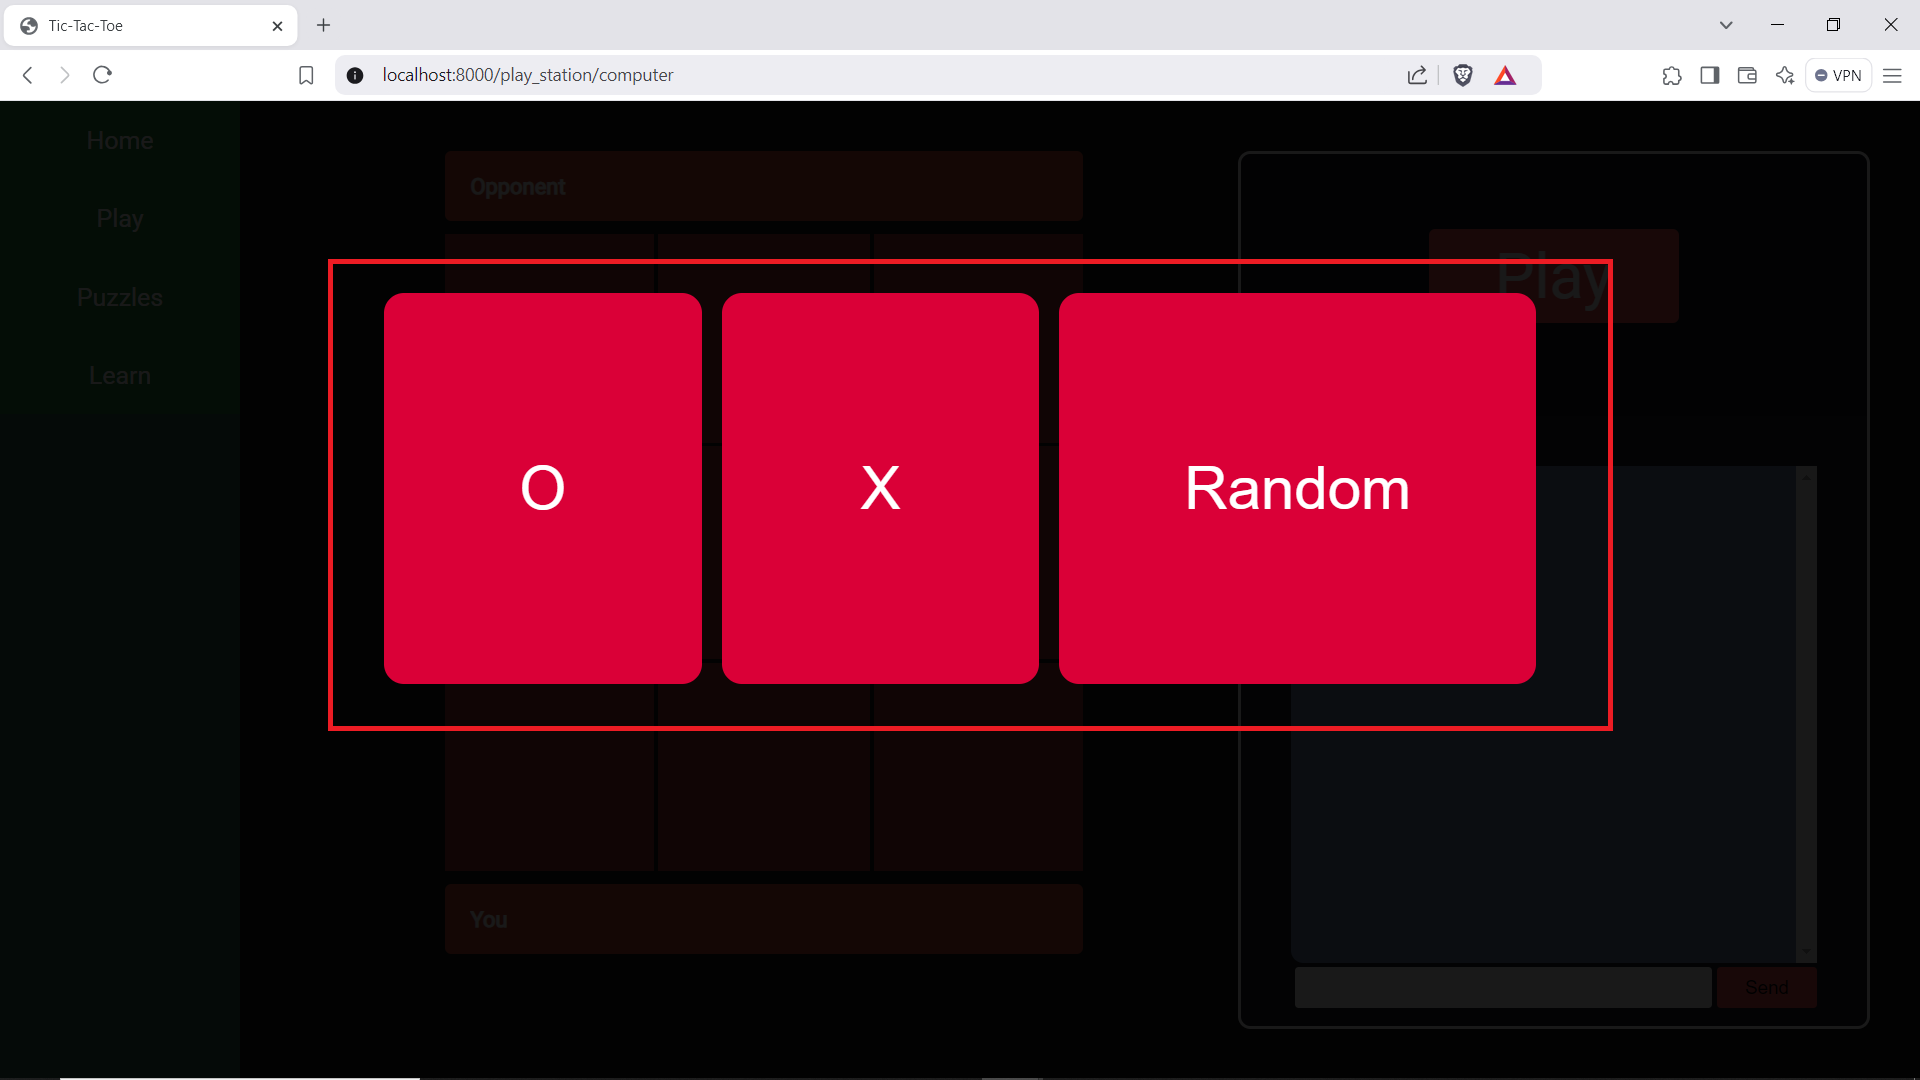 Tic-Tac-Toe
localhost:8000/play_station/computer
VPN
Home
Play
Puzzles
Learn
Opponent
Play
O
X
Random
You
Send